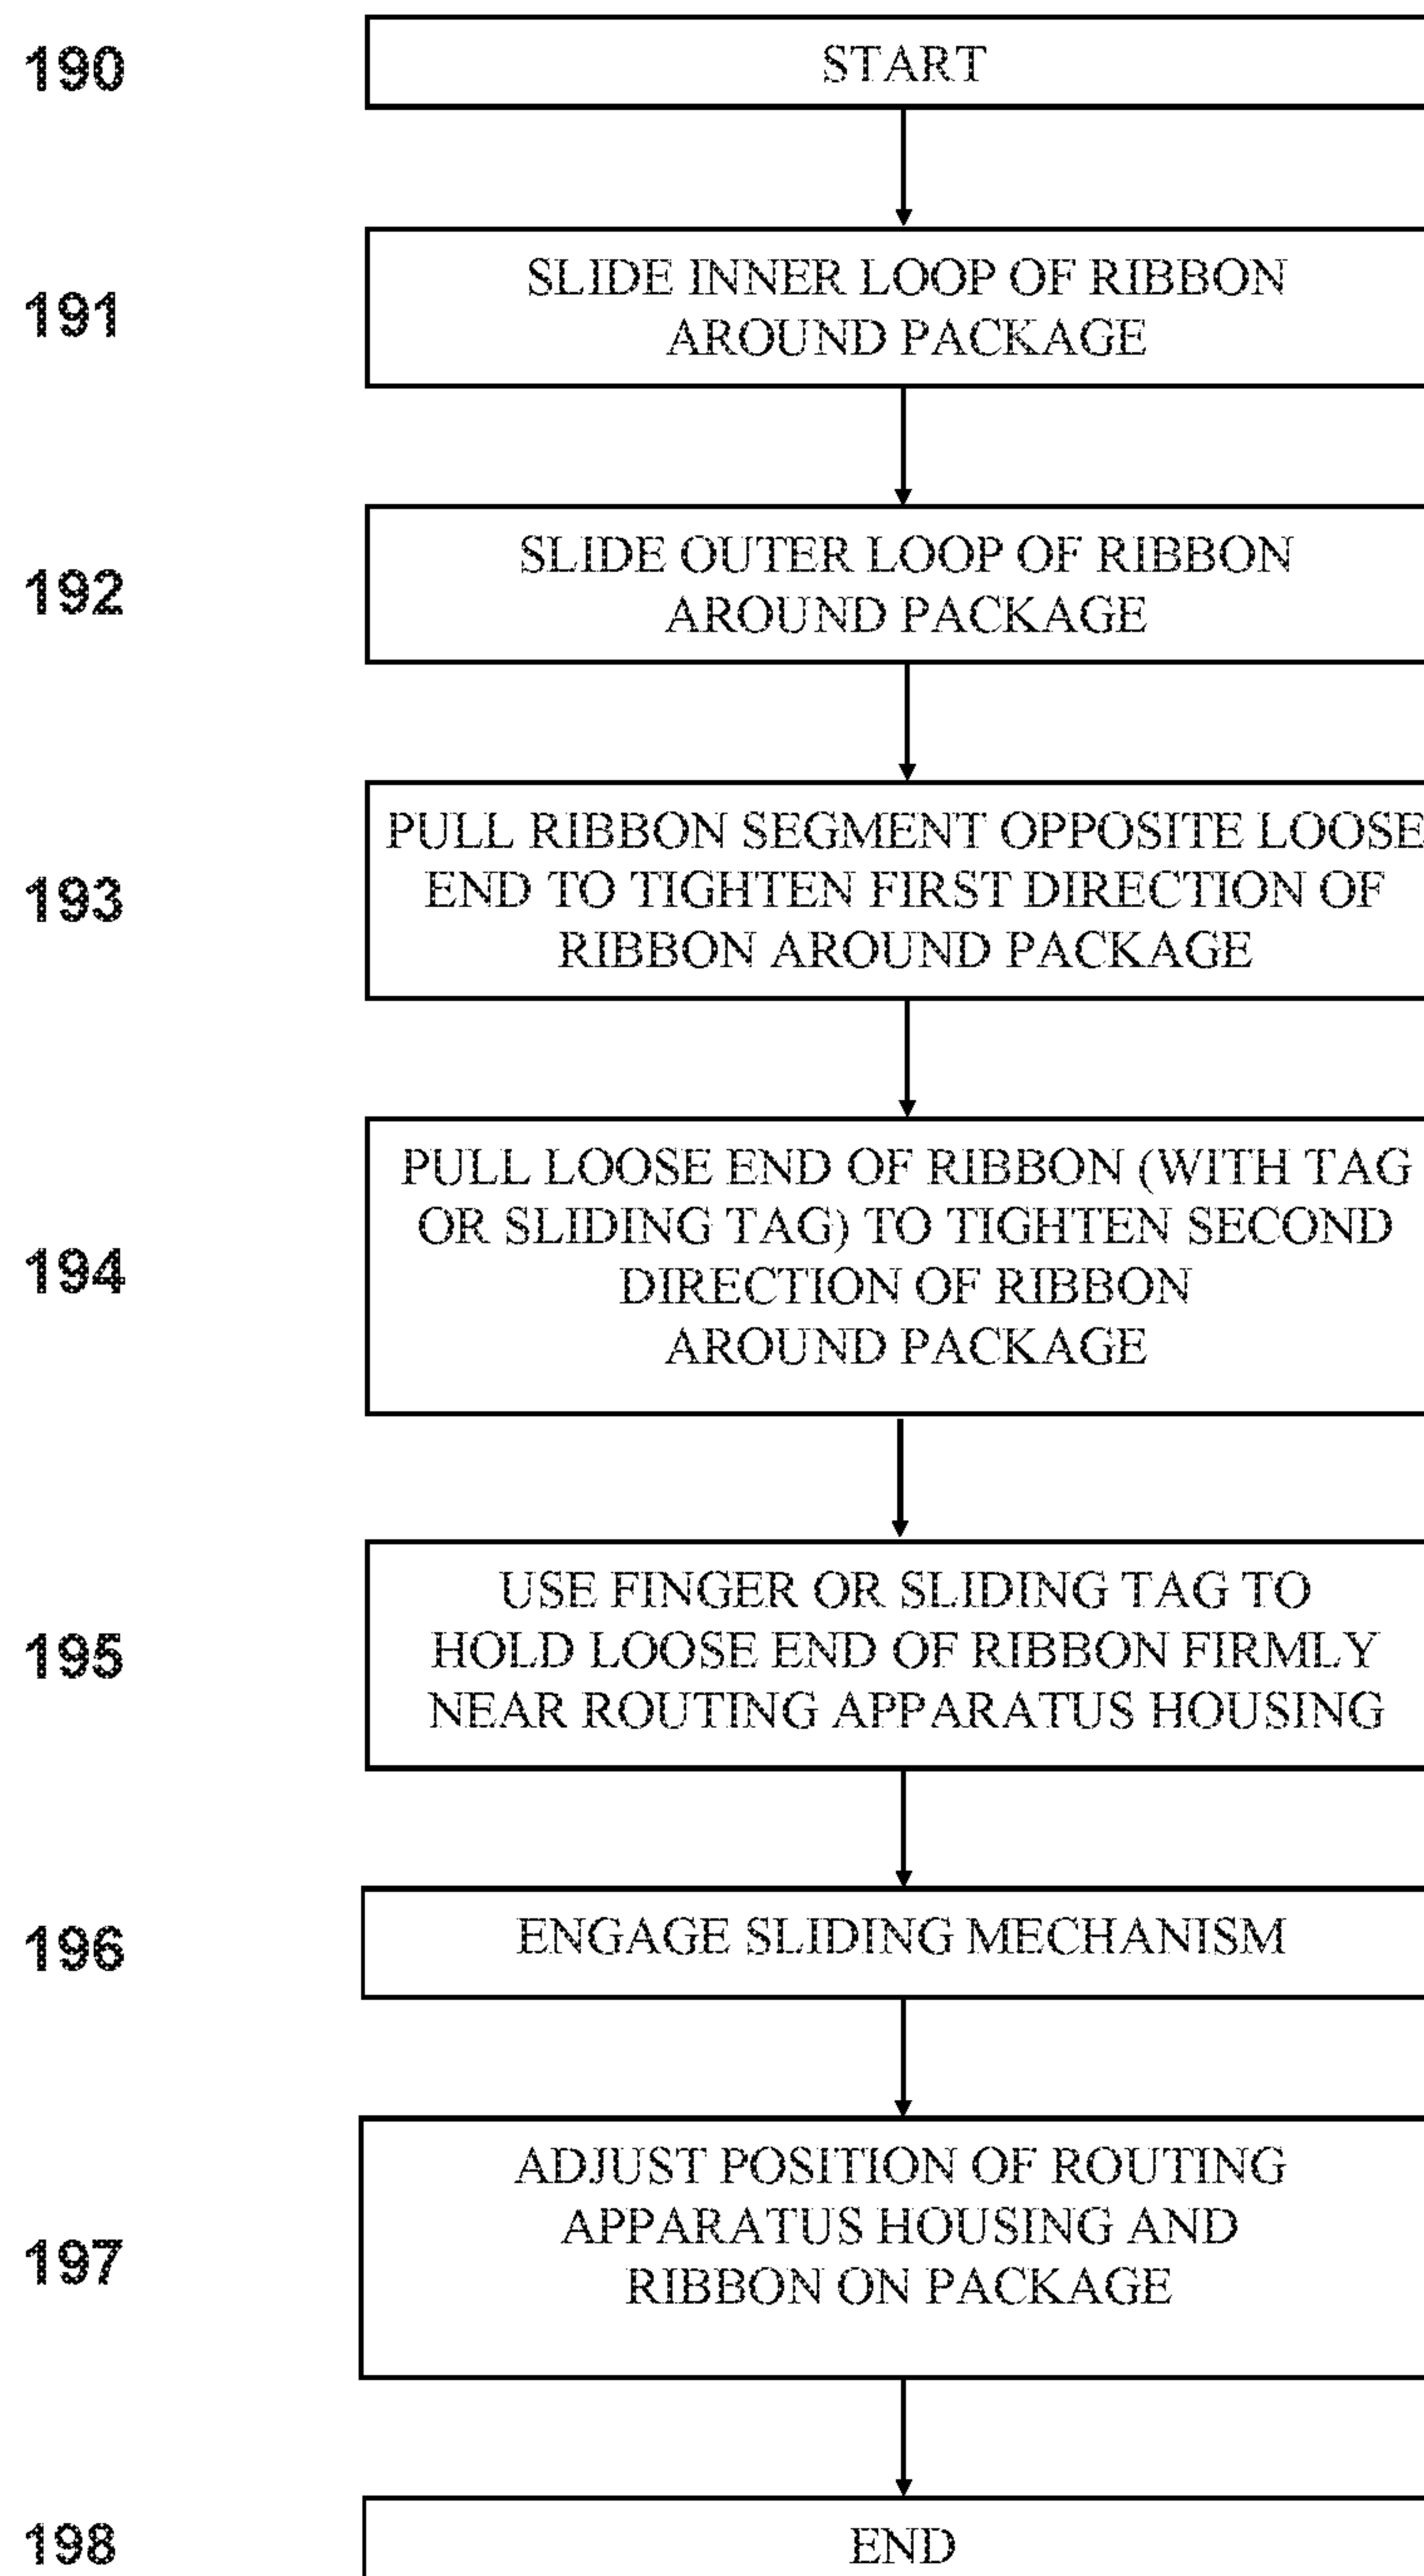 190
START
191
SLIDE INNER LOOP OF RIBBON
AROUND PACKAGE
192
SLIDE OUTER LOOP OF RIBBON
AROUND PACKAGE
193
PULL RIBBON SEGMENT OPPOSITE LOOSE
END TO TIGHTEN FIRST DIRECTION OF
RIBBON AROUND PACKAGE
194
PULL LOOSE END OF RIBBON (WITH TAG
OR SLIDING TAG) TO TIGHTEN SECOND
DIRECTION OF RIBBON
AROUND PACKAGE
195
USE FINGER OR SLIDING TAG TO
HOLD LOOSE END OF RIBBON FIRMLY
NEAR ROUTING APPARATUS HOUSING
196
ENGAGE SLIDING MECHANISM
197
ADJUST POSITION OF ROUTING
APPARATUS HOUSING AND
RIBBON ON PACKAGE
198
END